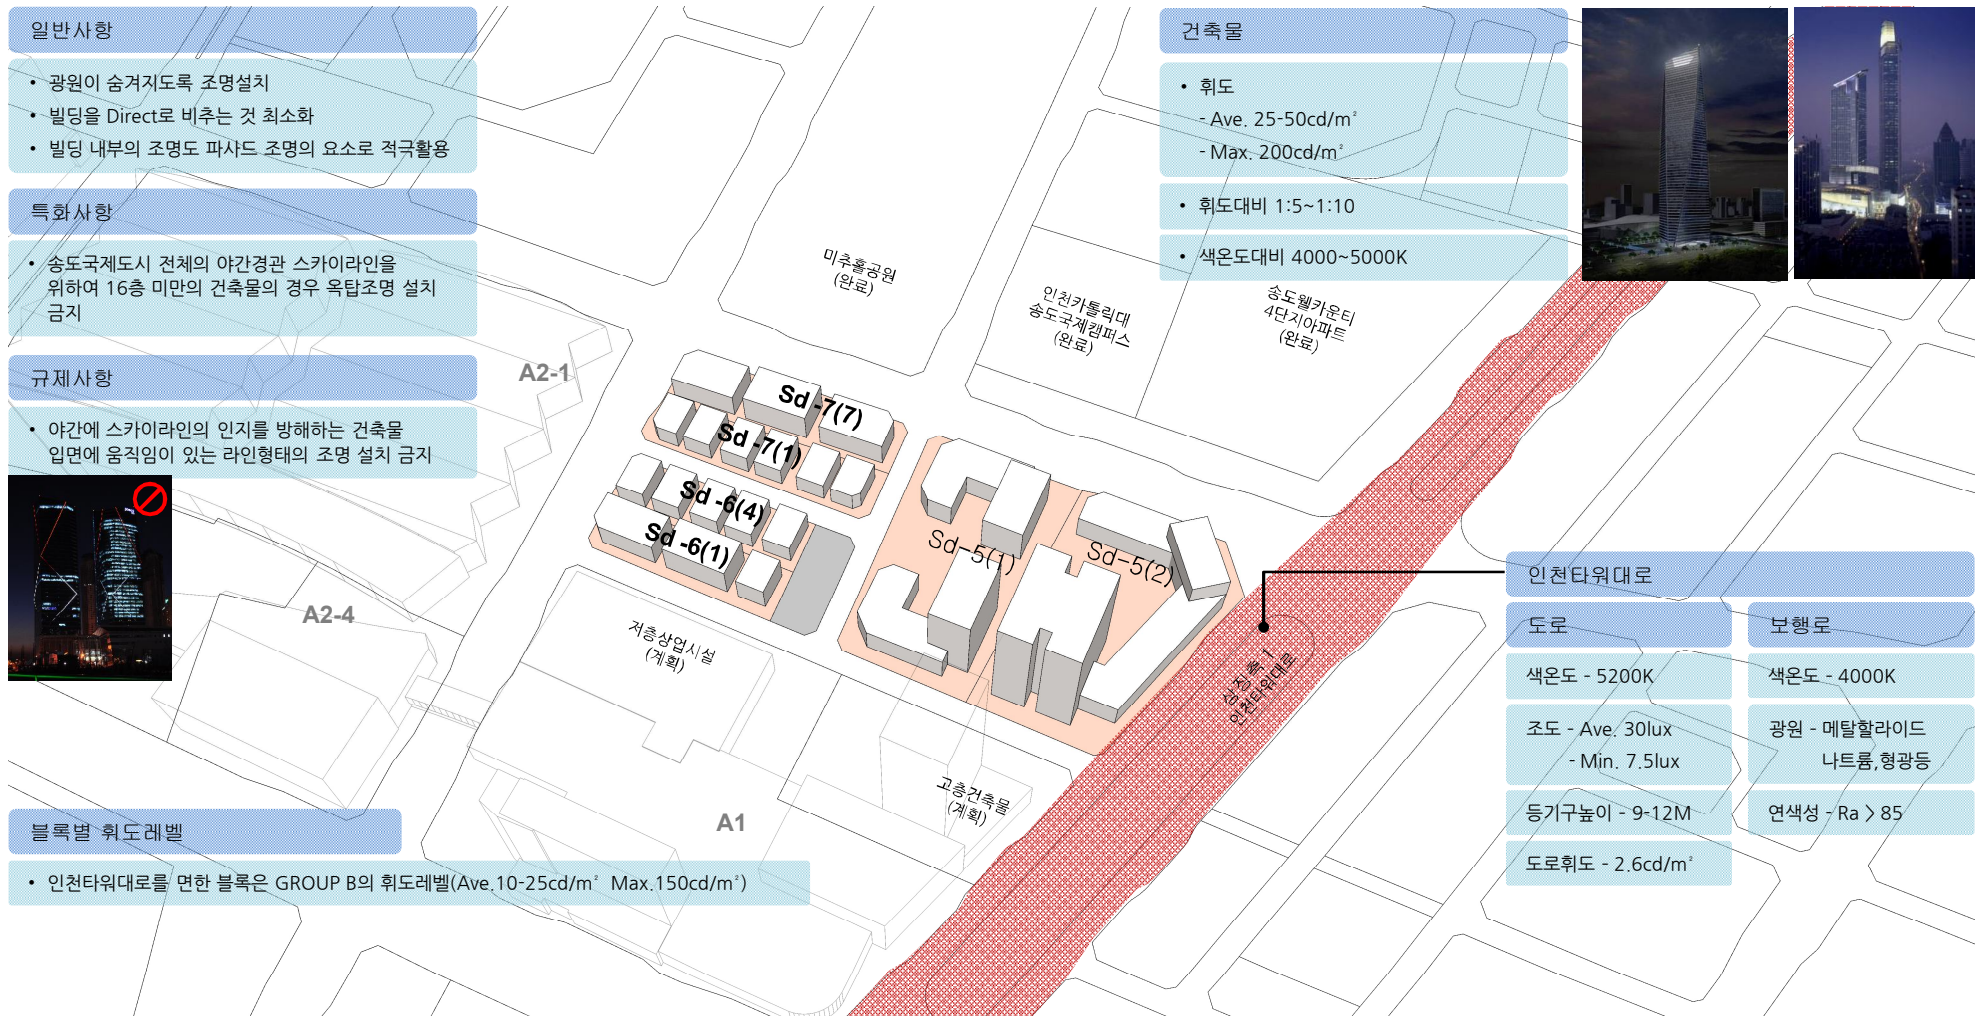 일반사항
• 광원이 숨겨지도록 조명설치
• 빌딩을 Direct로 비추는 것 최소화
• 빌딩 내부의 조명도 파사드 조명의 요소로 적극활용
특화사항
• 송도국제도시 전체의 야간경관 스카이라인을
위하여 16층 미만의 건축물의 경우 옥탑조명 설치
금지
규제사항
• 야간에 스카이라인의 인지를 방해하는 건축물
입면에 움직임이 있는 라인형태의 조명 설치 금지
건축물
• 휘도
- Ave. 25-50cd/m²
- Max. 200cd/m²
• 휘도대비 1:5~1:10
• 색온도대비 4000~5000K
미추홀공원
(완료)
인천카톨릭대
송도국제캠퍼스
(완료)
송도웰카운티
4단지아파트
(완료)
A2-1
Sd -7(7)
Sd -7(1)
Sd -6(4)
Sd -6(1)
Sd-5(1)
Sd-5(2)
A2-4
저층상업시설
(계획)
상징축 1
인천타워대로
고층건축물
(계획)
A1
인천타워대로
도로
색온도 - 5200K
조도 - Ave. 30lux
- Min. 7.5lux
등기구높이 - 9-12M
도로휘도 - 2.6cd/m²
보행로
색온도 - 4000K
광원 - 메탈할라이드
나트륨,형광등
연색성 - Ra > 85
블록별 휘도레벨
• 인천타워대로를 면한 블록은 GROUP B의 휘도레벨(Ave.10-25cd/m² Max.150cd/m²)